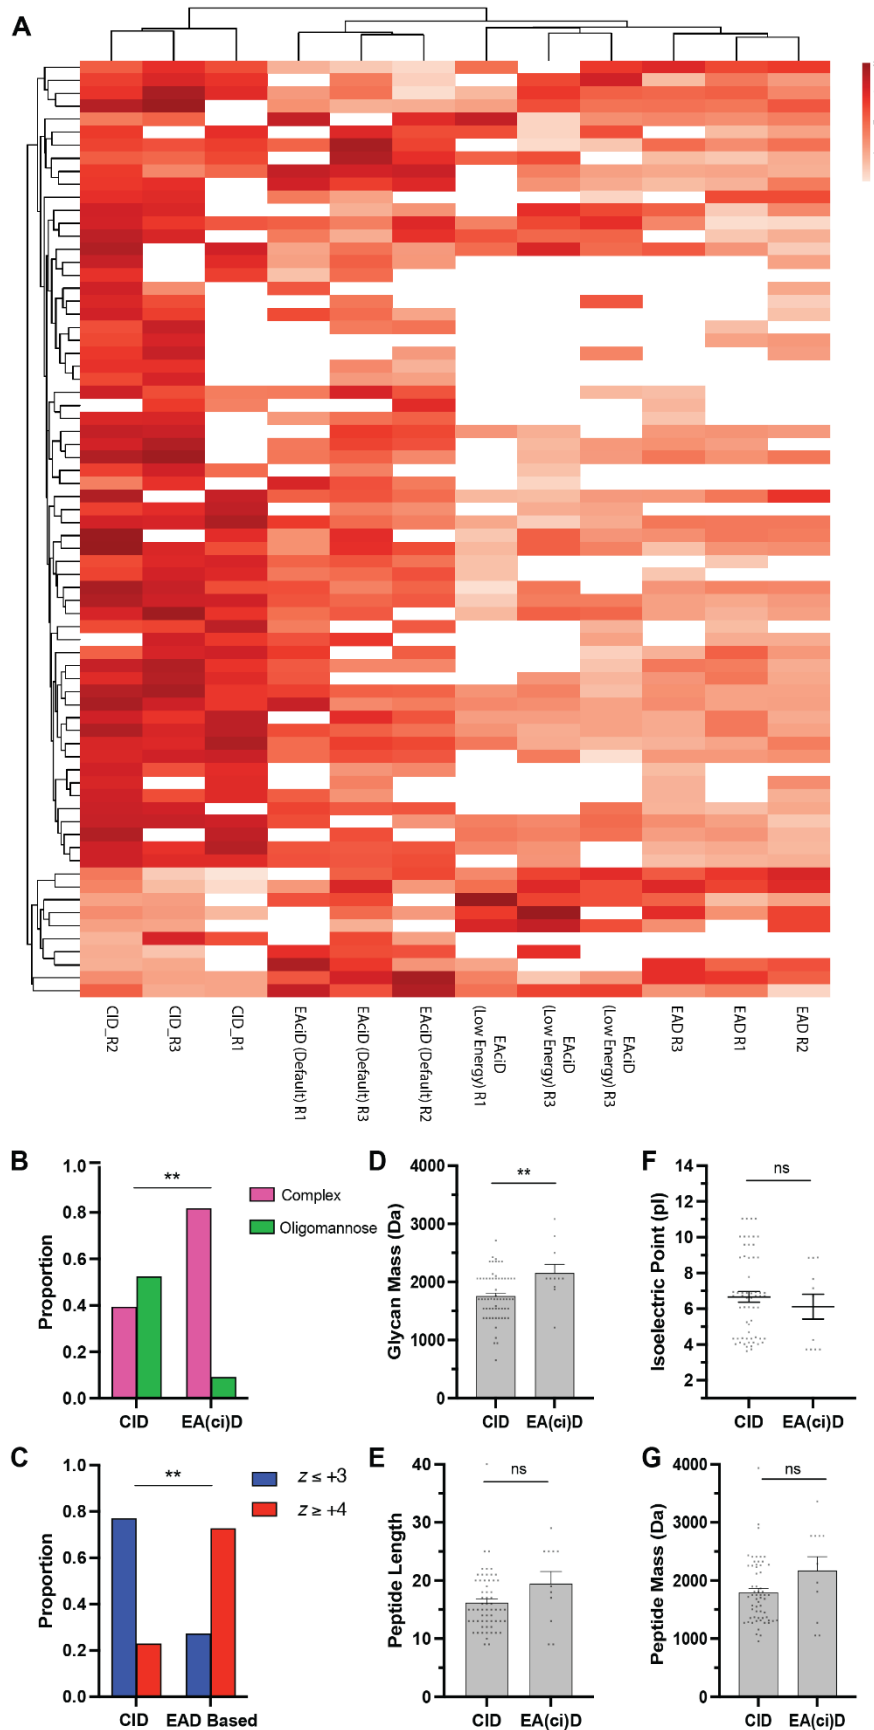 A
CID_R2
CID_R3
CID_R1
EAciD (Default) R1
EAciD (Default) R3
EAciD (Default) R2
EAciD
(Low Energy) R1
EAciD
(Low Energy) R3
EAciD
(Low Energy) R3
EAD R3
EAD R1
EAD R2
B
1.0
0.8
0.6
0.4
0.2
0.0
Proportion
**
CID
EA(ci)D
Complex
Oligomannose
D
4000
3000
2000
1000
0
Glycan Mass (Da)
**
CID
EA(ci)D
F
14
12
10
8
6
4
2
Isoelectric Point (pI)
ns
CID
EA(ci)D
C
1.0
0.8
0.6
0.4
0.2
0.0
Proportion
**
CID
EAD Based
z ≤ +3
z ≥ +4
E
40
30
20
10
0
Peptide Length
ns
CID
EA(ci)D
G
4000
3000
2000
1000
0
Peptide Mass (Da)
ns
CID
EA(ci)D